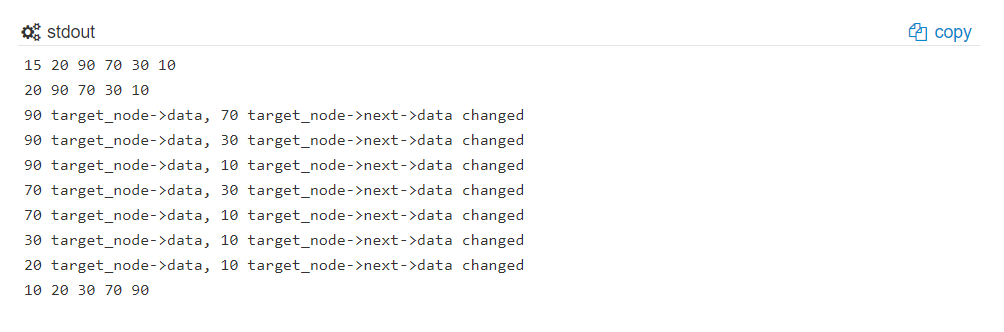 stdout copy
15 20 90 70 30 10
20 90 70 30 10
90 target_node->data, 70 target_node->next->data changed
90 target_node->data, 30 target_node->next->data changed
90 target_node->data, 10 target_node->next->data changed
70 target_node->data, 30 target_node->next->data changed
70 target_node->data, 10 target_node->next->data changed
30 target_node->data, 10 target_node->next->data changed
20 target_node->data, 10 target_node->next->data changed
10 20 30 70 90